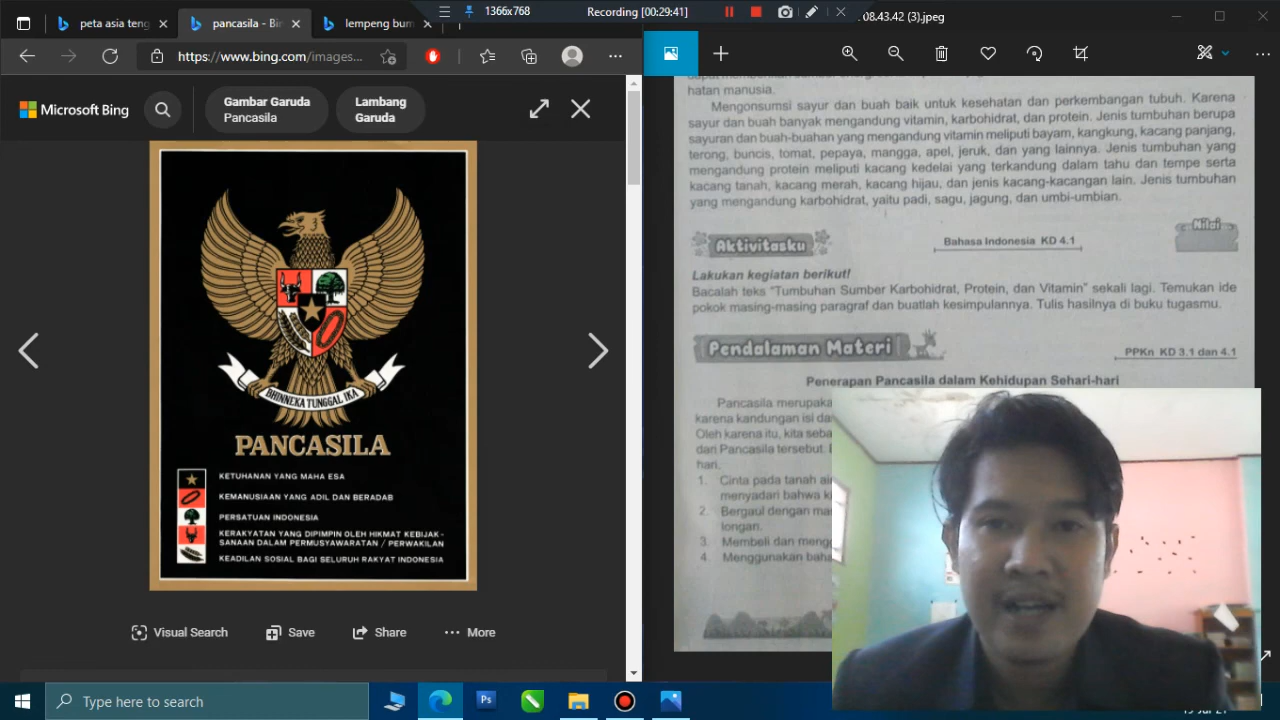 1366x768
Recording [00:29:41]
peta asia teng
pancasila - Bi
lempeng bum
08.43.42 (3).jpeg
https://www.bing.com/images...
Microsoft Bing
Gambar Garuda
Pancasila
Lambang
Garuda
BHINNEKA TUNGGAL IKA
PANCASILA
KETUHANAN YANG MAHA ESA
KEMANUSIAAN YANG ADIL DAN BERADAB
PERSATUAN INDONESIA
KERAKYATAN YANG DIPIMPIN OLEH HIKMAT KEBIJAK-
SANAAN DALAM PERMUSYAWARATAN / PERWAKILAN
KEADILAN SOSIAL BAGI SELURUH RAKYAT INDONESIA
Visual Search
Save
Share
More
hatan manusia.
Mengonsumsi sayur dan buah baik untuk kesehatan dan perkembangan tubuh. Karena
sayur dan buah banyak mengandung vitamin, karbohidrat, dan protein. Jenis tumbuhan berupa
sayuran dan buah-buahan yang mengandung vitamin meliputi bayam, kangkung, kacang panjang,
terong, buncis, tomat, pepaya, mangga, apel, jeruk, dan yang lainnya. Jenis tumbuhan yang
mengandung protein meliputi kacang kedelai yang terkandung dalam tahu dan tempe serta
kacang tanah, kacang merah, kacang hijau, dan jenis kacang-kacangan lain. Jenis tumbuhan
yang mengandung karbohidrat, yaitu padi, sagu, jagung, dan umbi-umbian.
Aktivitasku
Bahasa Indonesia KD 4.1
Nilai
Lakukan kegiatan berikut!
Bacalah teks "Tumbuhan Sumber Karbohidrat, Protein, dan Vitamin" sekali lagi. Temukan ide
pokok masing-masing paragraf dan buatlah kesimpulannya. Tulis hasilnya di buku tugasmu.
Pendalaman Materi
PPKn KD 3.1 dan 4.1
Penerapan Pancasila dalam Kehidupan Sehari-hari
Pancasila merupaka
karena kandungan isi da
Oleh karena itu, kita seba
dari Pancasila tersebut.
hari.
1. Cinta pada tanah ai
menyadari bahwa k
2. Bergaul dengan ma
longan.
3. Membeli dan meng
4. Menggunakan baha
Type here to search
Ps